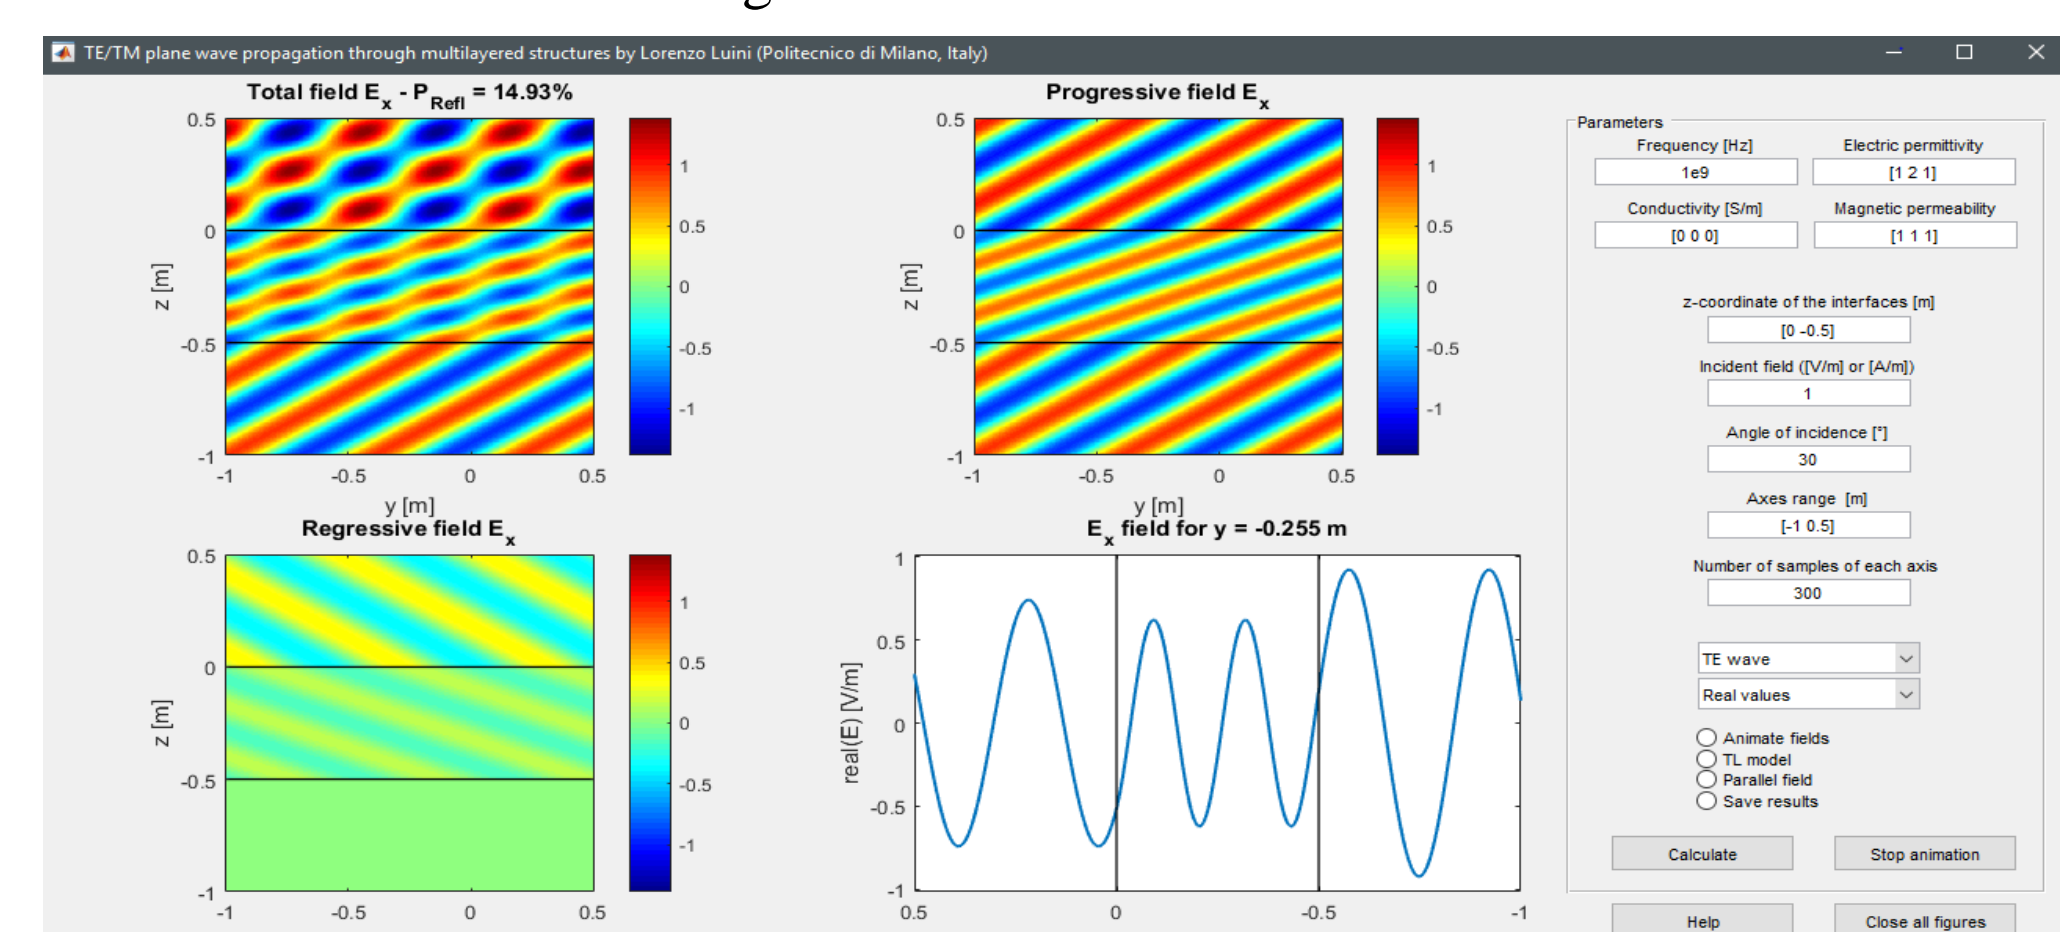 TE/TM plane wave propagation through multilayered structures by Lorenzo Luini (Politecnico di Milano, Italy)
Total field E_x - P_Refl = 14.93%
0.5
0
-0.5
-1
z [m]
-1 -0.5 0 0.5
y [m]
1
0.5
0
-0.5
-1
Progressive field E_x
0.5
0
-0.5
-1
z [m]
-1 -0.5 0 0.5
y [m]
1
0.5
0
-0.5
-1
Regressive field E_x
0.5
0
-0.5
-1
z [m]
-1 -0.5 0 0.5
1
0.5
0
-0.5
-1
E_x field for y = -0.255 m
1
0.5
0
-0.5
-1
real(E) [V/m]
0.5 0 -0.5 -1
Parameters
Frequency [Hz] Electric permittivity
1e9 [1 2 1]
Conductivity [S/m] Magnetic permeability
[0 0 0] [1 1 1]
z-coordinate of the interfaces [m]
[0 -0.5]
Incident field ([V/m] or [A/m])
1
Angle of incidence [°]
30
Axes range [m]
[-1 0.5]
Number of samples of each axis
300
TE wave
Real values
Animate fields
TL model
Parallel field
Save results
Calculate Stop animation
Help Close all figures